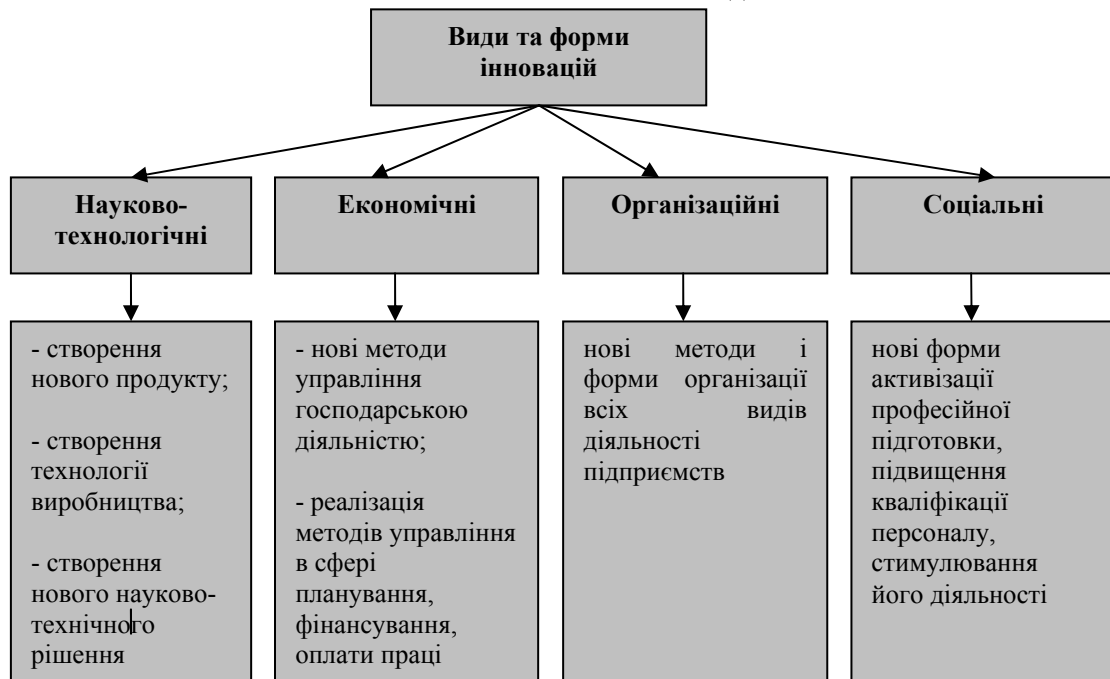 Види та форми
інновацій
Науково-
технологічні
Економічні
Організаційні
Соціальні
- створення
нового продукту;
- створення
технології
виробництва;
- створення
нового науково-
технічного
рішення
- нові методи
управління
господарською
діяльністю;
- реалізація
методів управління
в сфері
планування,
фінансування,
оплати праці
нові методи і
форми організації
всіх видів
діяльності
підприємств
нові форми
активізації
професійної
підготовки,
підвищення
кваліфікації
персоналу,
стимулювання
його діяльності